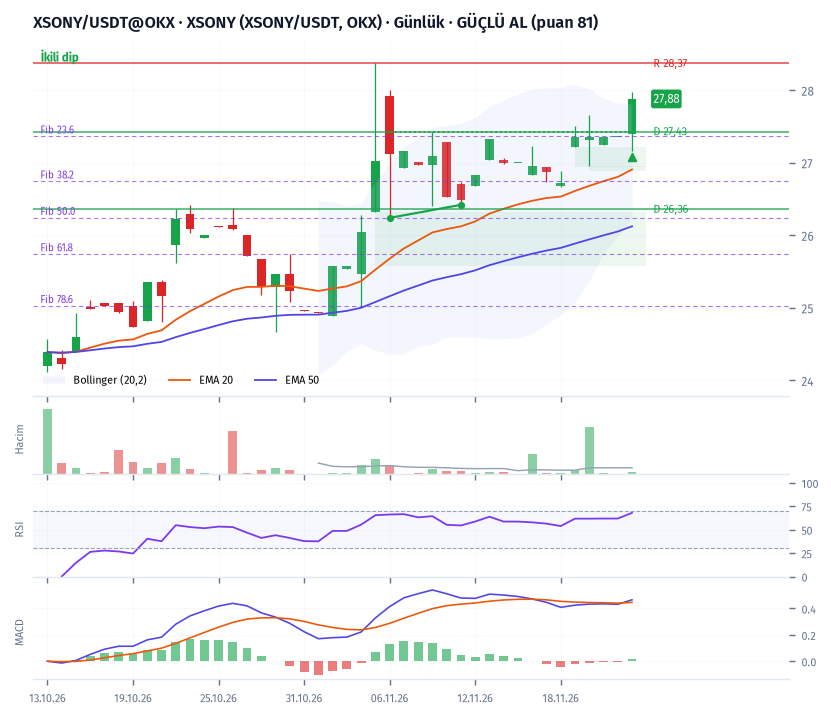 XSONY/USDT@OKX · XSONY (XSONY/USDT, OKX) · Günlük · GÜÇLÜ AL (puan 81)
İkili dip
R 28,37
28
27,88
Fib 23.6
D 27,43
27
Fib 38.2
Fib 50.0
D 26,36
26
Fib 61.8
Fib 78.6
25
24
Bollinger (20,2)
EMA 20
EMA 50
Hacim
100
75
RSI
50
25
0
MACD
0.4
0.2
0.0
13.10.26
19.10.26
25.10.26
31.10.26
06.11.26
12.11.26
18.11.26